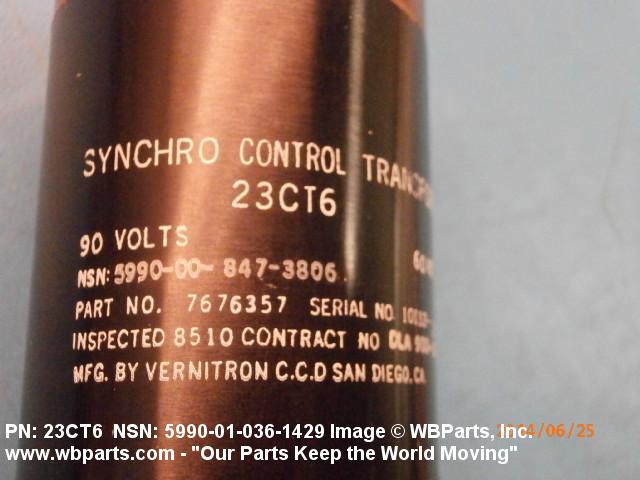 SYNCHRO CONTROL
23CT6
90 VOLTS
NSN: 5990-00-847-3806
PART NO. 7676357 SERIAL NO.
INSPECTED 8510 CONTRACT NO DLA
MFG. BY VERNITRON C.C.D SAN DIEGO, CA
PN: 23CT6 NSN: 5990-01-036-1429 Image © WBParts, Inc.
www.wbparts.com - "Our Parts Keep the World Moving"